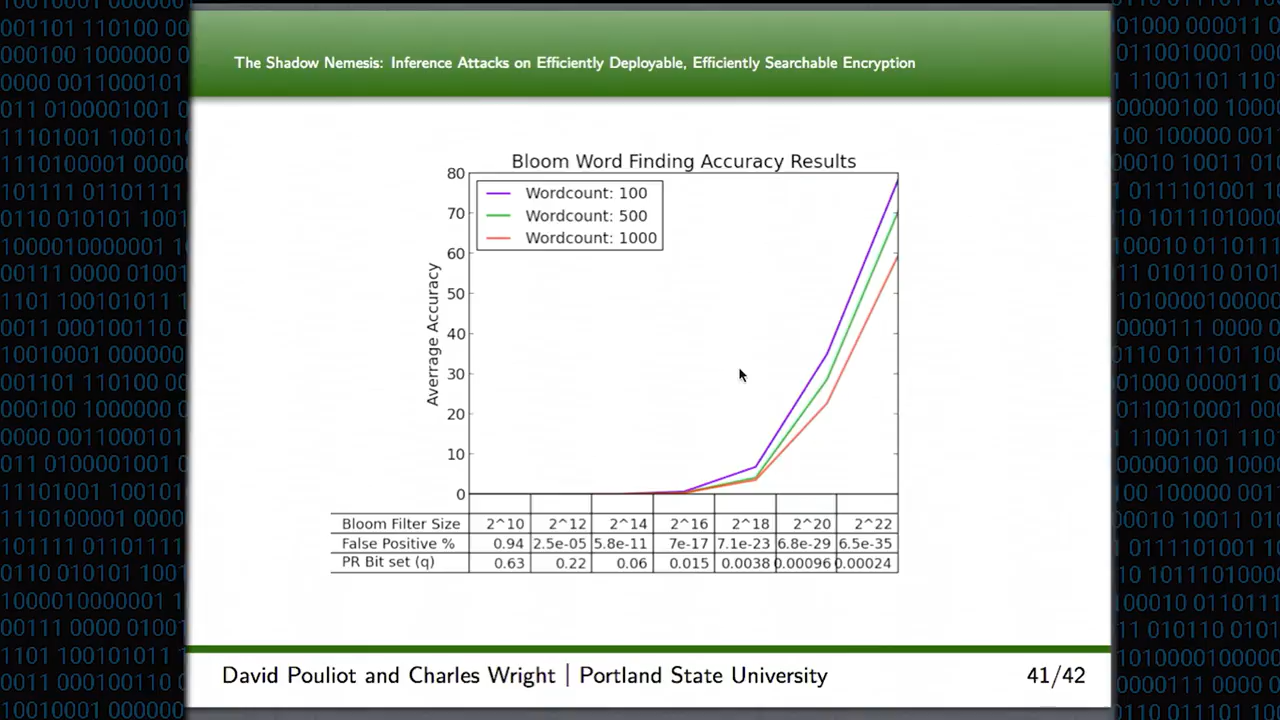 The Shadow Nemesis: Inference Attacks on Efficiently Deployable, Efficiently Searchable Encryption
Bloom Word Finding Accuracy Results
80
70
60
50
40
30
20
10
0
Averrage Accuracy
Wordcount: 100
Wordcount: 500
Wordcount: 1000
Bloom Filter Size 2^10 2^12 2^14 2^16 2^18 2^20 2^22
False Positive % 0.94 2.5e-05 5.8e-11 7e-17 7.1e-23 6.8e-29 6.5e-35
PR Bit set (q) 0.63 0.22 0.06 0.015 0.0038 0.00096 0.00024
David Pouliot and Charles Wright | Portland State University 41/42